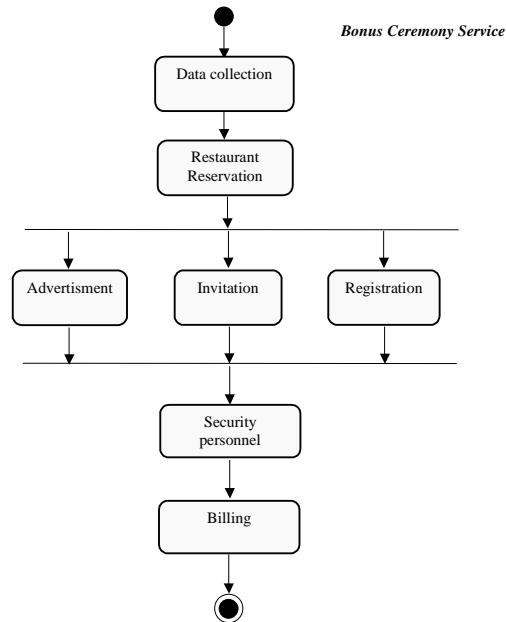 Bonus Ceremony Service
Data collection
Restaurant
Reservation
Advertisment
Invitation
Registration
Security
personnel
Billing